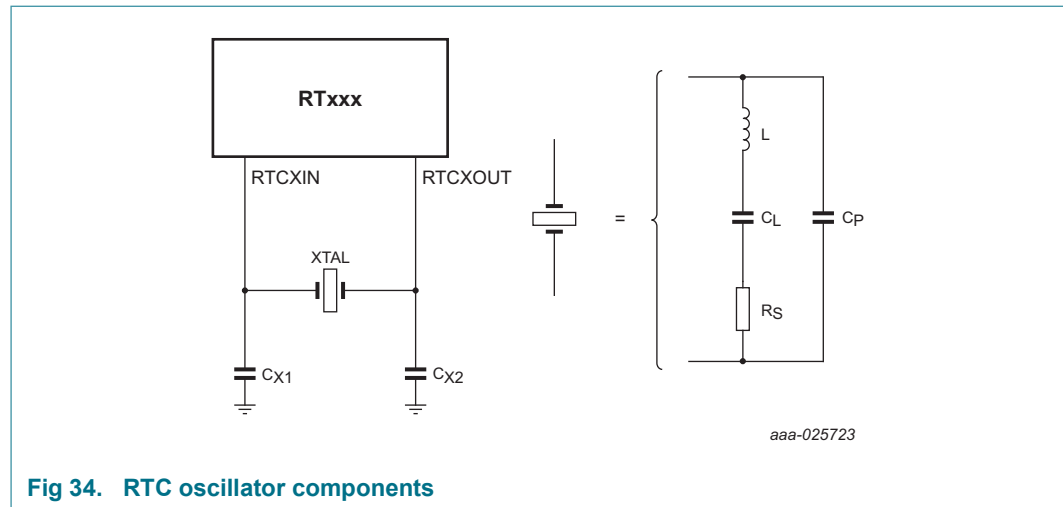 RTxxx
RTCXIN
RTCXOUT
XTAL
CX1
CX2
=
L
CL
CP
RS
aaa-025723
Fig 34. RTC oscillator components